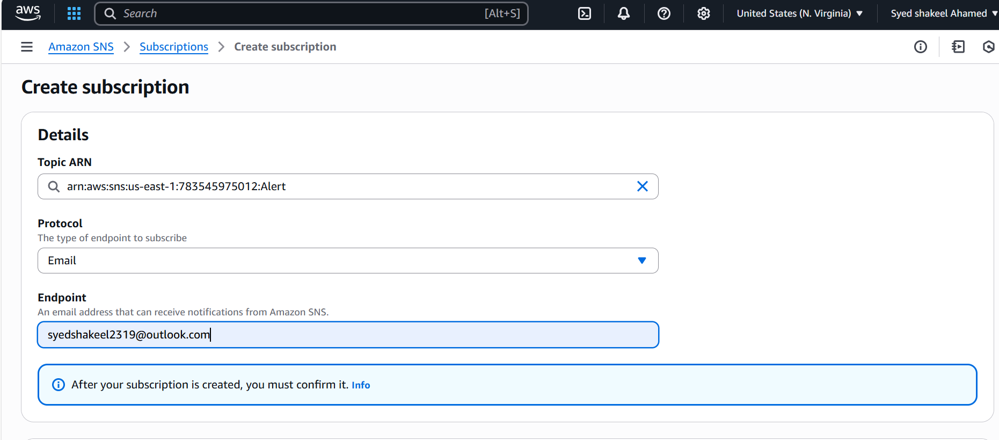 aws
Search [Alt+S]
United States (N. Virginia)
Syed shakeel Ahamed
Amazon SNS
Subscriptions
Create subscription
Create subscription
Details
Topic ARN
arn:aws:sns:us-east-1:783545975012:Alert
Protocol
The type of endpoint to subscribe
Email
Endpoint
An email address that can receive notifications from Amazon SNS.
syedshakeel2319@outlook.com
After your subscription is created, you must confirm it. Info